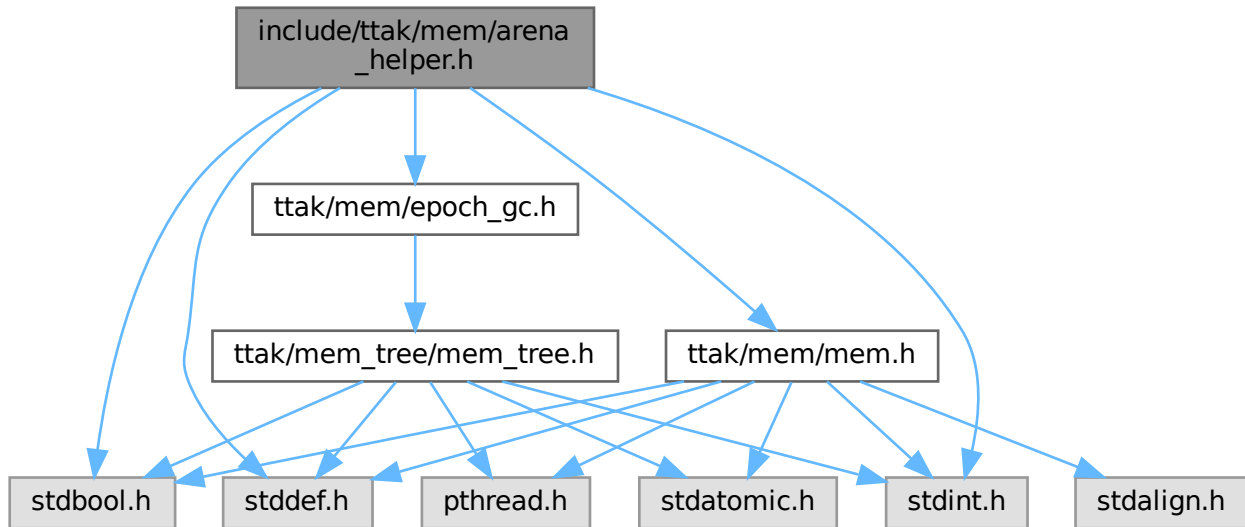 include/ttak/mem/arena
_helper.h
ttak/mem/epoch_gc.h
ttak/mem_tree/mem_tree.h
ttak/mem/mem.h
stdbool.h
stddef.h
pthread.h
stdatomic.h
stdint.h
stdalign.h